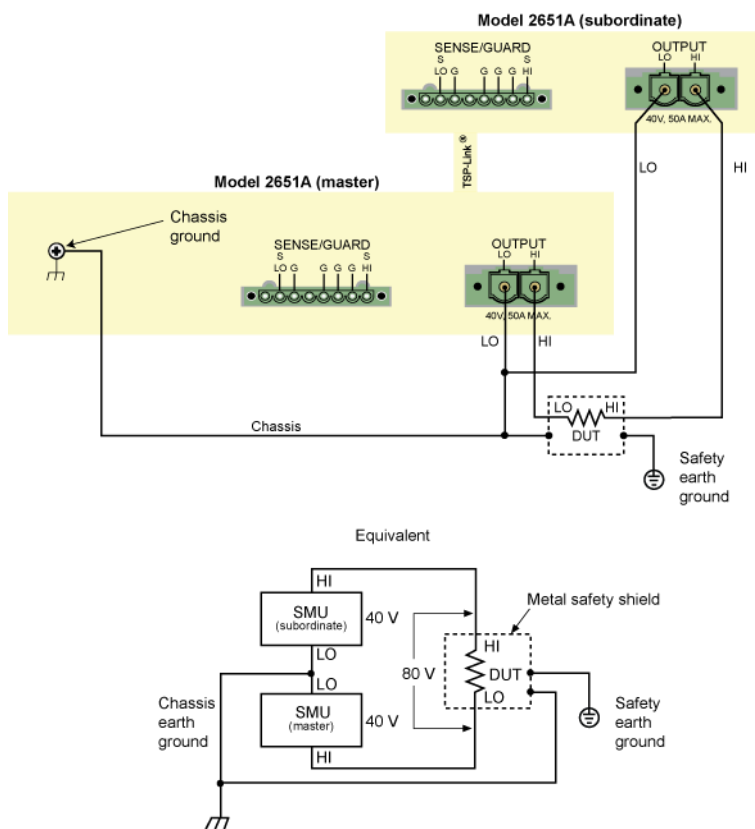 Model 2651A (subordinate)
SENSE/GUARD
S S
LO G G G G HI
OUTPUT
LO HI
40V, 50A MAX.
TSP-Link ®
LO
HI
Model 2651A (master)
Chassis
ground
SENSE/GUARD
S S
LO G G G G HI
OUTPUT
LO HI
40V, 50A MAX.
LO HI
LO HI
DUT
Chassis
Safety
earth
ground
Equivalent
HI
SMU
(subordinate)
40 V
LO
LO
SMU
(master)
40 V
HI
Chassis
earth
ground
80 V
Metal safety shield
HI
DUT
LO
Safety
earth
ground